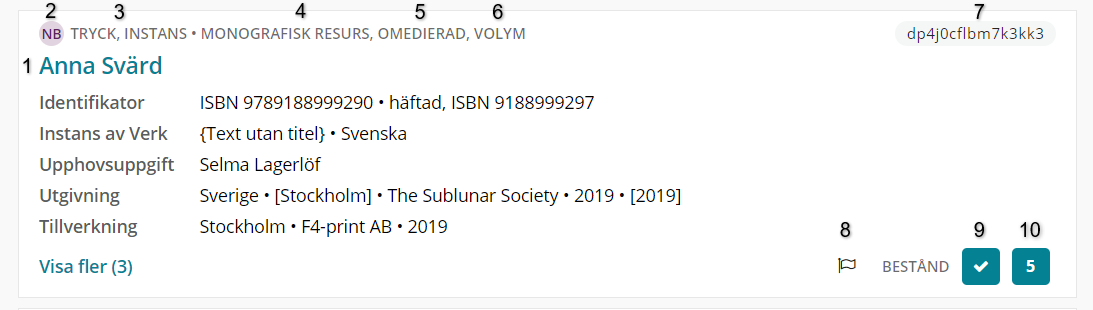 2 3 4 5 6 7
NB TRYCK, INSTANS • MONOGRAFISK RESURS, OMEDIERAD, VOLYM dp4j0cflbm7k3kk3
1 Anna Svärd
Identifikator ISBN 9789188999290 • häftad, ISBN 9188999297
Instans av Verk {Text utan titel} • Svenska
Upphovsuppgift Selma Lagerlöf
Utgivning Sverige • [Stockholm] • The Sublunar Society • 2019 • [2019]
Tillverkning Stockholm • F4-print AB • 2019
8 9 10
Visa fler (3) BESTÅND 5